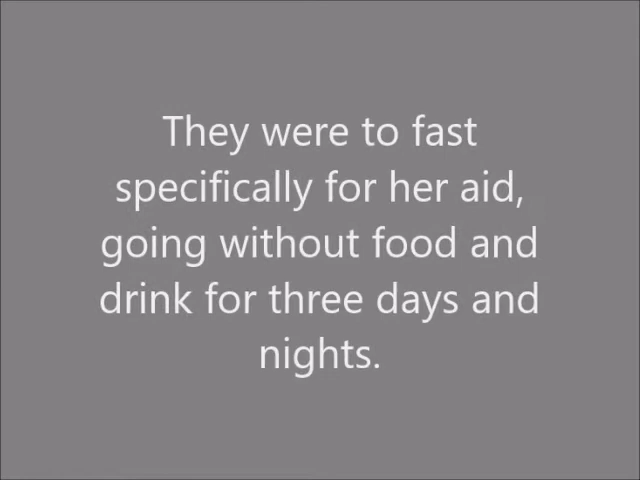 They were to fast
specifically for her aid,
going without food and
drink for three days and
nights.